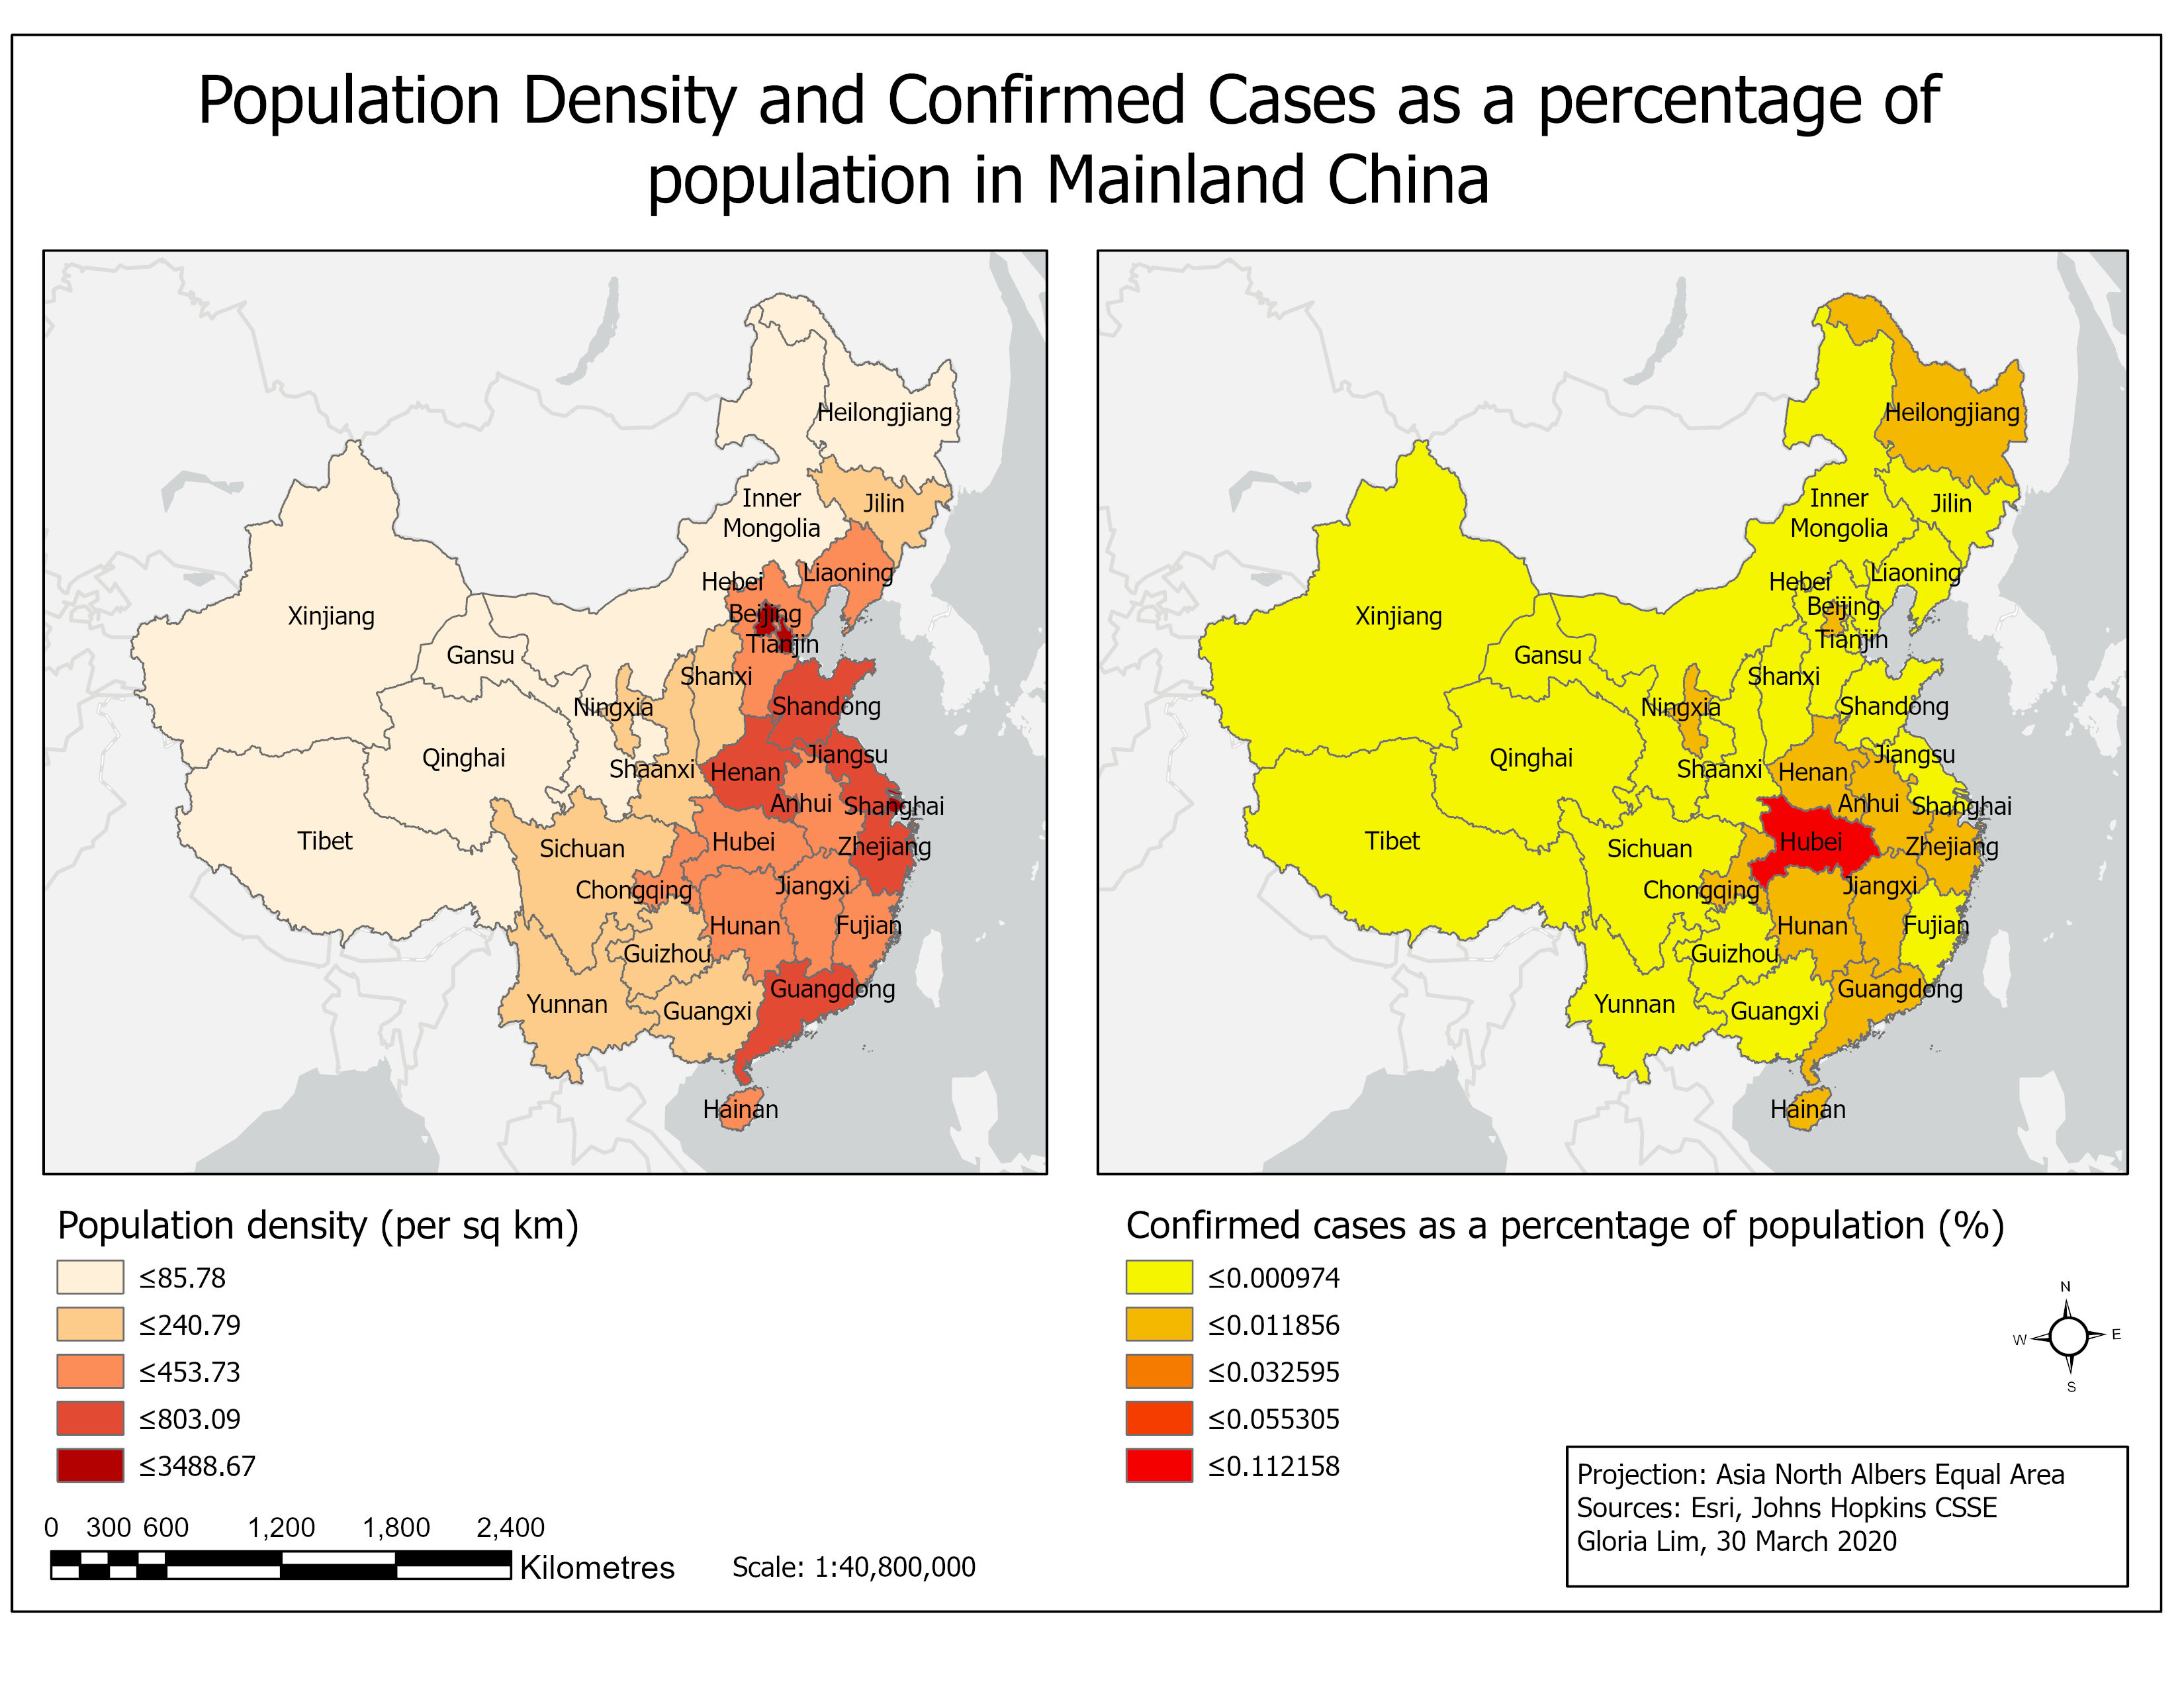 Population Density and Confirmed Cases as a percentage of
population in Mainland China
Heilongjiang
Inner
Mongolia
Jilin
Hebei
Liaoning
Beijing
Tianjin
Xinjiang
Gansu
Shanxi
Ningxia
Shandong
Qinghai
Shaanxi
Henan
Jiangsu
Anhui
Shanghai
Tibet
Sichuan
Hubei
Zhejiang
Chongqing
Jiangxi
Hunan
Fujian
Guizhou
Yunnan
Guangxi
Guangdong
Hainan
Heilongjiang
Inner
Mongolia
Jilin
Hebei
Liaoning
Beijing
Tianjin
Xinjiang
Gansu
Shanxi
Ningxia
Shandong
Qinghai
Shaanxi
Henan
Jiangsu
Anhui
Shanghai
Tibet
Sichuan
Hubei
Zhejiang
Chongqing
Jiangxi
Hunan
Fujian
Guizhou
Yunnan
Guangxi
Guangdong
Hainan
Population density (per sq km)
≤85.78
≤240.79
≤453.73
≤803.09
≤3488.67
0 300 600 1,200 1,800 2,400
Kilometres
Scale: 1:40,800,000
Confirmed cases as a percentage of population (%)
≤0.000974
≤0.011856
≤0.032595
≤0.055305
≤0.112158
N
W E
S
Projection: Asia North Albers Equal Area
Sources: Esri, Johns Hopkins CSSE
Gloria Lim, 30 March 2020